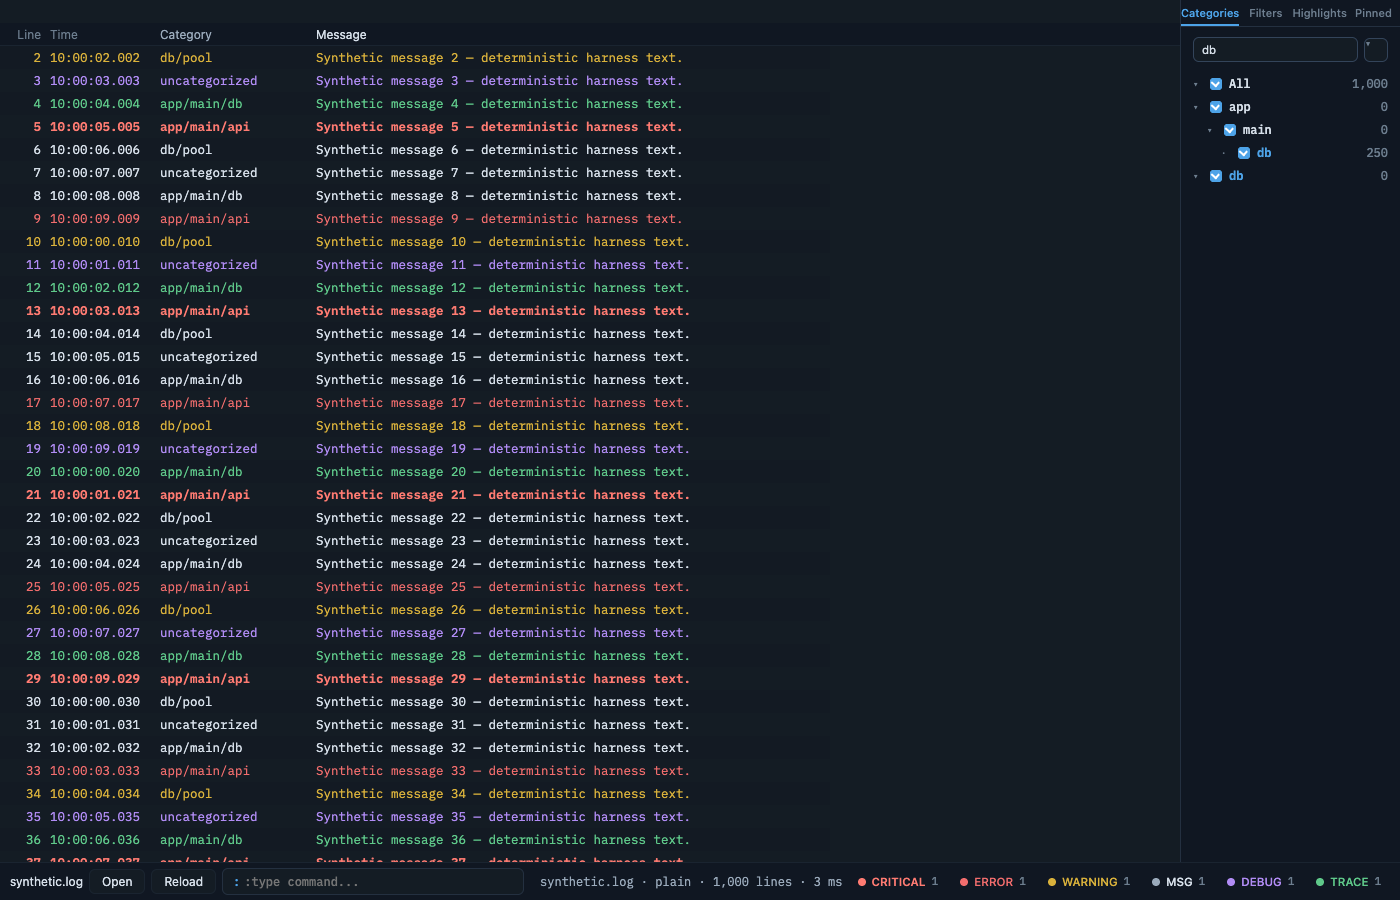 Categories Filters Highlights Pinned
Line Time Category Message
db
2 10:00:02.002 db/pool Synthetic message 2 — deterministic harness text.
3 10:00:03.003 uncategorized Synthetic message 3 — deterministic harness text.
4 10:00:04.004 app/main/db Synthetic message 4 — deterministic harness text.
5 10:00:05.005 app/main/api Synthetic message 5 — deterministic harness text.
6 10:00:06.006 db/pool Synthetic message 6 — deterministic harness text.
7 10:00:07.007 uncategorized Synthetic message 7 — deterministic harness text.
8 10:00:08.008 app/main/db Synthetic message 8 — deterministic harness text.
9 10:00:09.009 app/main/api Synthetic message 9 — deterministic harness text.
10 10:00:00.010 db/pool Synthetic message 10 — deterministic harness text.
11 10:00:01.011 uncategorized Synthetic message 11 — deterministic harness text.
12 10:00:02.012 app/main/db Synthetic message 12 — deterministic harness text.
13 10:00:03.013 app/main/api Synthetic message 13 — deterministic harness text.
14 10:00:04.014 db/pool Synthetic message 14 — deterministic harness text.
15 10:00:05.015 uncategorized Synthetic message 15 — deterministic harness text.
16 10:00:06.016 app/main/db Synthetic message 16 — deterministic harness text.
17 10:00:07.017 app/main/api Synthetic message 17 — deterministic harness text.
18 10:00:08.018 db/pool Synthetic message 18 — deterministic harness text.
19 10:00:09.019 uncategorized Synthetic message 19 — deterministic harness text.
20 10:00:00.020 app/main/db Synthetic message 20 — deterministic harness text.
21 10:00:01.021 app/main/api Synthetic message 21 — deterministic harness text.
22 10:00:02.022 db/pool Synthetic message 22 — deterministic harness text.
23 10:00:03.023 uncategorized Synthetic message 23 — deterministic harness text.
24 10:00:04.024 app/main/db Synthetic message 24 — deterministic harness text.
25 10:00:05.025 app/main/api Synthetic message 25 — deterministic harness text.
26 10:00:06.026 db/pool Synthetic message 26 — deterministic harness text.
27 10:00:07.027 uncategorized Synthetic message 27 — deterministic harness text.
28 10:00:08.028 app/main/db Synthetic message 28 — deterministic harness text.
29 10:00:09.029 app/main/api Synthetic message 29 — deterministic harness text.
30 10:00:00.030 db/pool Synthetic message 30 — deterministic harness text.
31 10:00:01.031 uncategorized Synthetic message 31 — deterministic harness text.
32 10:00:02.032 app/main/db Synthetic message 32 — deterministic harness text.
33 10:00:03.033 app/main/api Synthetic message 33 — deterministic harness text.
34 10:00:04.034 db/pool Synthetic message 34 — deterministic harness text.
35 10:00:05.035 uncategorized Synthetic message 35 — deterministic harness text.
36 10:00:06.036 app/main/db Synthetic message 36 — deterministic harness text.
37 10:00:07.037 app/main/api Synthetic message 37 — deterministic harness text.
All 1,000
app 0
main 0
db 250
db 0
synthetic.log Open Reload : :type command... synthetic.log · plain · 1,000 lines · 3 ms CRITICAL 1 ERROR 1 WARNING 1 MSG 1 DEBUG 1 TRACE 1